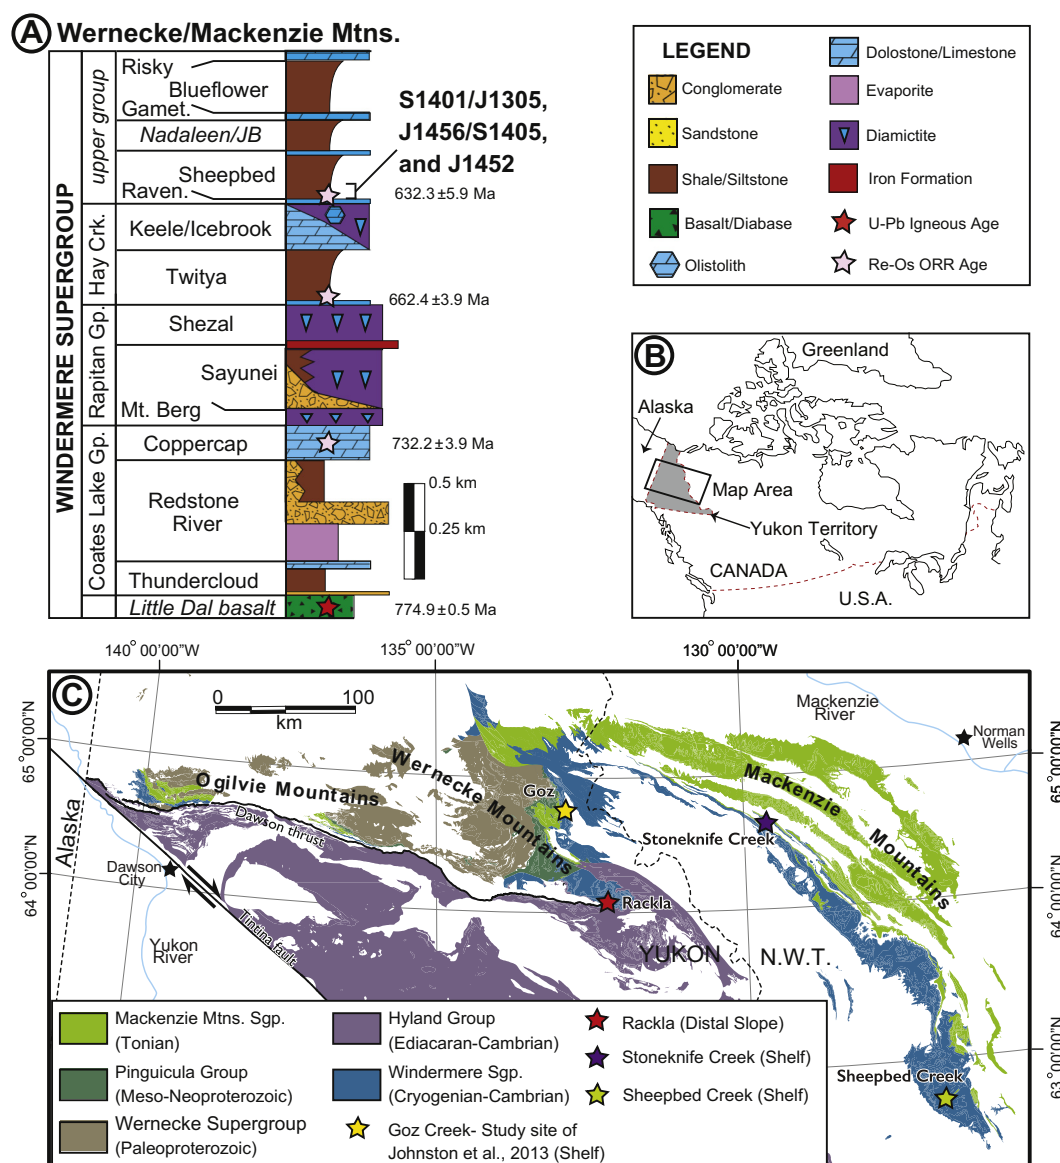 A Wernecke/Mackenzie Mtns.
WINDERMERE SUPERGROUP
upper group
Hay Crk.
Rapitan Gp.
Coates Lake Gp.
Risky
Blueflower
Gamet.
Nadaleen/JB
Sheepbed
Raven.
Keele/Icebrook
Twitya
Shezal
Sayunei
Mt. Berg
Coppercap
Redstone
River
Thundercloud
Little Dal basalt
S1401/J1305,
J1456/S1405,
and J1452
632.3 ±5.9 Ma
662.4 ±3.9 Ma
732.2 ±3.9 Ma
774.9 ±0.5 Ma
0.5 km
0.25 km
LEGEND
Conglomerate
Sandstone
Shale/Siltstone
Basalt/Diabase
Olistolith
Dolostone/Limestone
Evaporite
Diamictite
Iron Formation
U-Pb Igneous Age
Re-Os ORR Age
B
Greenland
Alaska
Map Area
Yukon Territory
CANADA
U.S.A.
140° 00'00"W
135° 00'00"W
130° 00'00"W
C
0 100
km
65° 00'00"N
64° 00'00"N
65° 00'00"N
64° 00'00"N
63° 00'00"N
Mackenzie
River
Norman
Wells
Ogilvie Mountains
Wernecke Mountains
Mackenzie Mountains
Goz
Stoneknife Creek
Dawson thrust
Alaska
Dawson
City
Yukon
River
Tintina fault
Rackla
YUKON
N.W.T.
Sheepbed Creek
Mackenzie Mtns. Sgp.
(Tonian)
Pinguicula Group
(Meso-Neoproterozoic)
Wernecke Supergroup
(Paleoproterozoic)
Hyland Group
(Ediacaran-Cambrian)
Windermere Sgp.
(Cryogenian-Cambrian)
Goz Creek- Study site of
Johnston et al., 2013 (Shelf)
Rackla (Distal Slope)
Stoneknife Creek (Shelf)
Sheepbed Creek (Shelf)